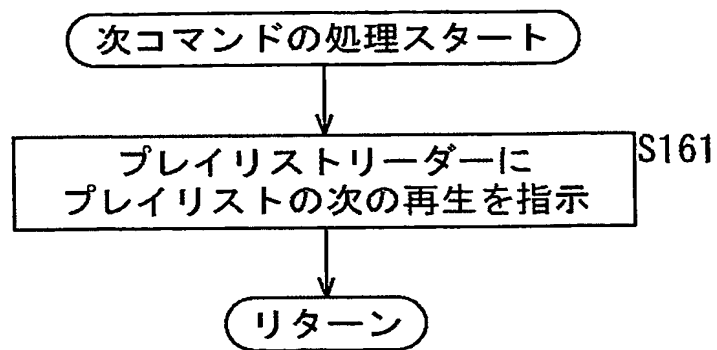 次コマンドの処理スタート
プレイリストリーダーに
S161
プレイリストの次の再生を指示
リターン